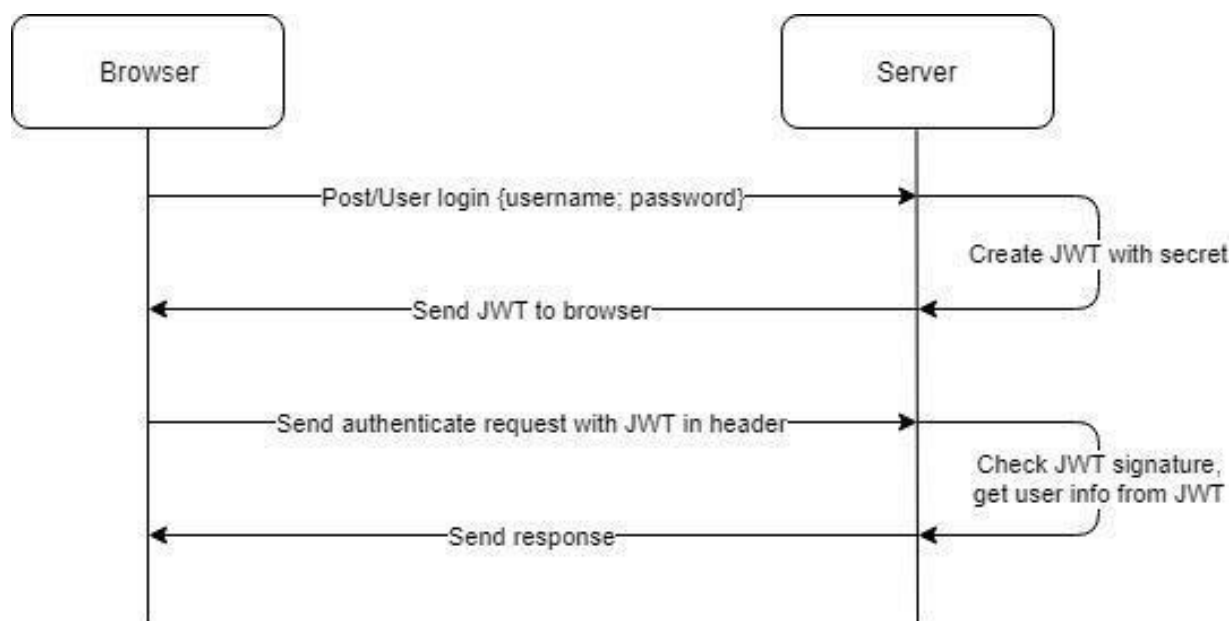 Browser
Server
Post/User login {username; password}
Create JWT with secret
Send JWT to browser
Send authenticate request with JWT in header
Check JWT signature,
get user info from JWT
Send response